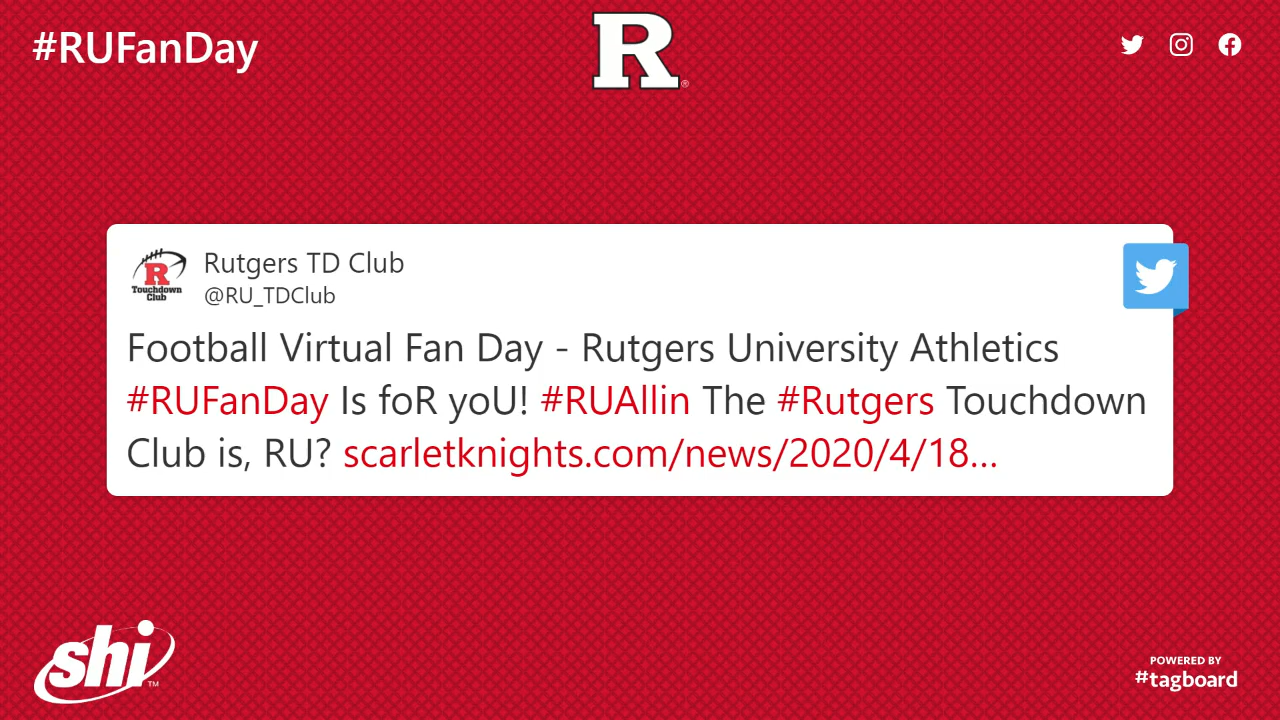 #RUFanDay
R
Rutgers TD Club
@RU_TDClub
R
Touchdown
Club
Football Virtual Fan Day - Rutgers University Athletics
#RUFanDay Is foR yoU! #RUAllin The #Rutgers Touchdown
Club is, RU? scarletknights.com/news/2020/4/18...
shi™
POWERED BY
#tagboard